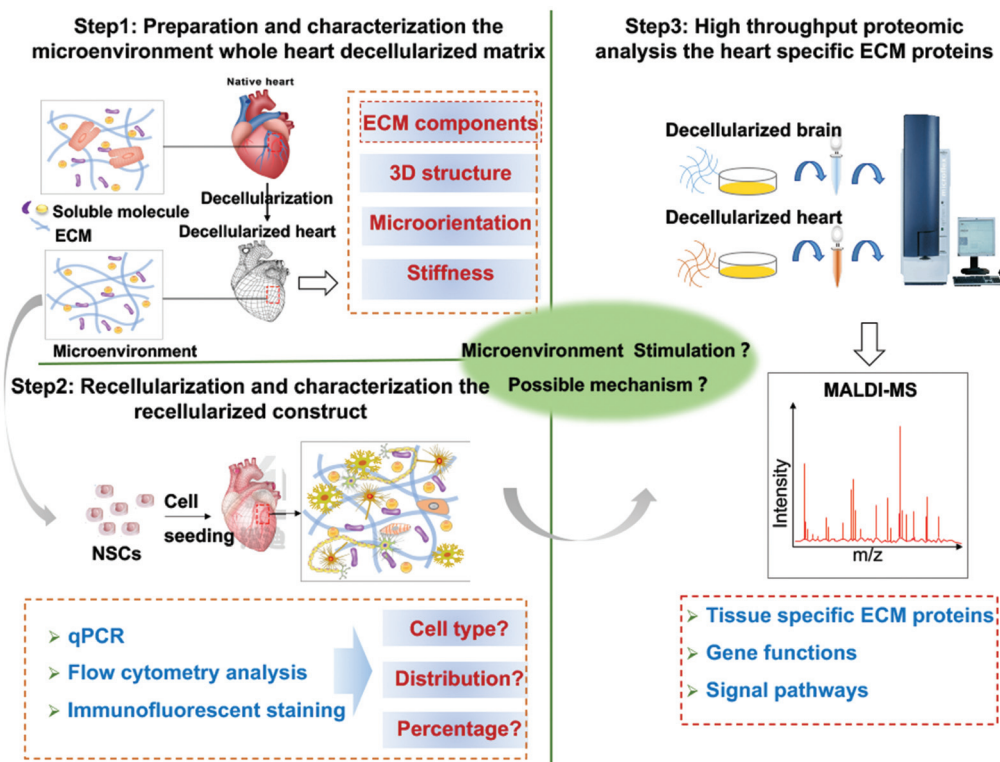 Step1: Preparation and characterization the
microenvironment whole heart decellularized matrix
Native heart
Soluble molecule
ECM
Decellularization
Decellularized heart
Microenvironment
ECM components
3D structure
Microorientation
Stiffness
Microenvironment Stimulation ?
Possible mechanism ?
Step2: Recellularization and characterization the
recellularized construct
NSCs
Cell
seeding
➢ qPCR
➢ Flow cytometry analysis
➢ Immunofluorescent staining
Cell type?
Distribution?
Percentage?
Step3: High throughput proteomic
analysis the heart specific ECM proteins
Decellularized brain
Decellularized heart
MALDI-MS
Intensity
m/z
➢ Tissue specific ECM proteins
➢ Gene functions
➢ Signal pathways